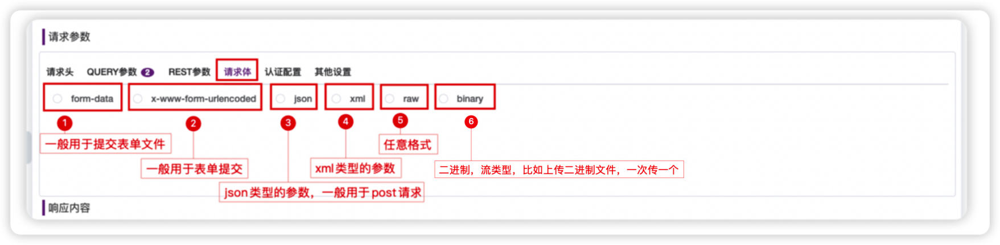 请求参数
请求头 QUERY参数 2 REST参数 请求体 认证配置 其他设置
form-data x-www-form-urlencoded json xml raw binary
1 2 3 4 5 6
一般用于提交表单文件
任意格式
一般用于表单提交
xml类型的参数
二进制，流类型，比如上传二进制文件，一次传一个
json类型的参数，一般用于post请求
响应内容